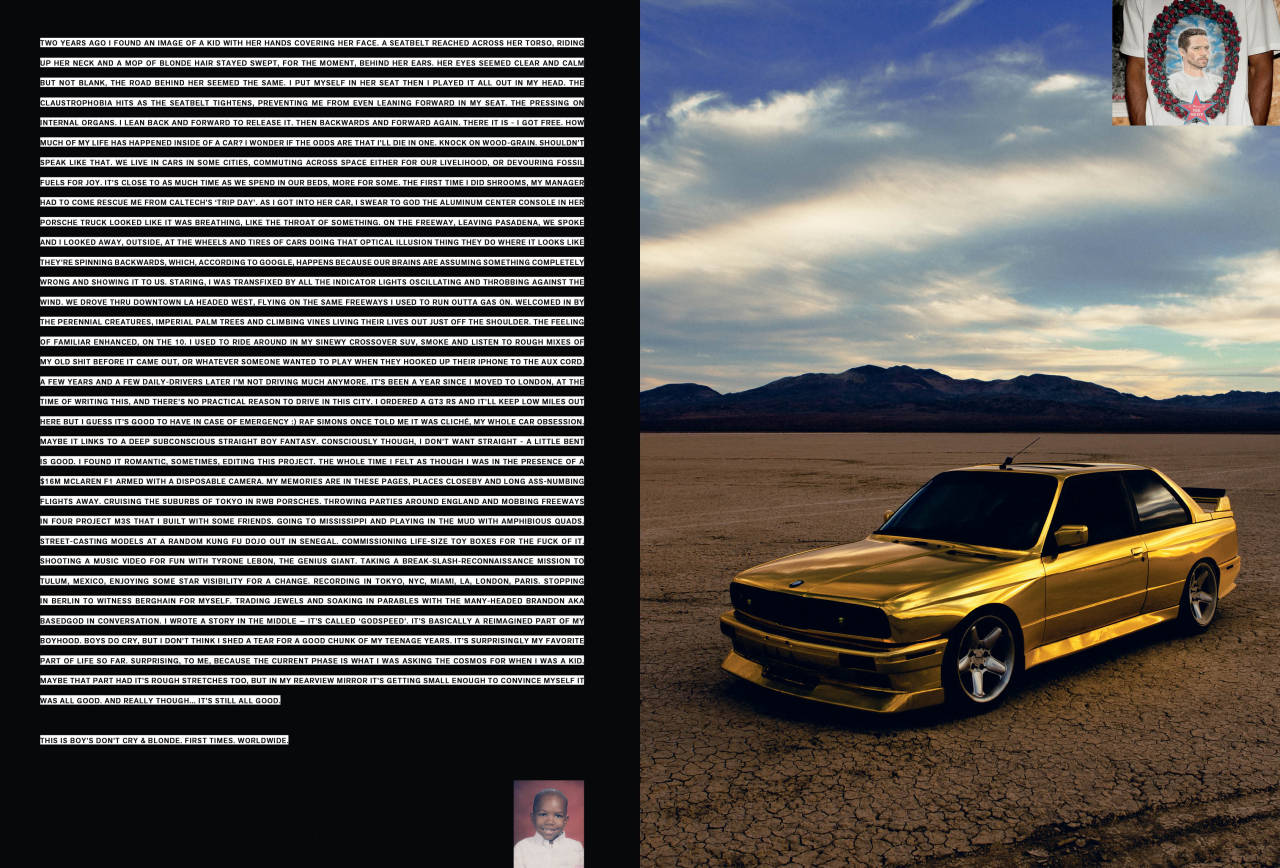 TWO YEARS AGO I FOUND AN IMAGE OF A KID WITH HER HANDS COVERING HER FACE. A SEATBELT REACHED ACROSS HER TORSO, RIDING
UP HER NECK AND A MOP OF BLONDE HAIR STAYED SWEPT, FOR THE MOMENT, BEHIND HER EARS. HER EYES SEEMED CLEAR AND CALM
BUT NOT BLANK, THE ROAD BEHIND HER SEEMED THE SAME. I PUT MYSELF IN HER SEAT THEN I PLAYED IT ALL OUT IN MY HEAD. THE
CLAUSTROPHOBIA HITS AS THE SEATBELT TIGHTENS, PREVENTING ME FROM EVEN LEANING FORWARD IN MY SEAT. THE PRESSING ON
INTERNAL ORGANS. I LEAN BACK AND FORWARD TO RELEASE IT. THEN BACKWARDS AND FORWARD AGAIN. THERE IT IS - I GOT FREE. HOW
MUCH OF MY LIFE HAS HAPPENED INSIDE OF A CAR? I WONDER IF THE ODDS ARE THAT I'LL DIE IN ONE. KNOCK ON WOOD-GRAIN. SHOULDN'T
SPEAK LIKE THAT. WE LIVE IN CARS IN SOME CITIES, COMMUTING ACROSS SPACE EITHER FOR OUR LIVELIHOOD, OR DEVOURING FOSSIL
FUELS FOR JOY. IT'S CLOSE TO AS MUCH TIME AS WE SPEND IN OUR BEDS, MORE FOR SOME. THE FIRST TIME I DID SHROOMS, MY MANAGER
HAD TO COME RESCUE ME FROM CALTECH'S 'TRIP DAY'. AS I GOT INTO HER CAR, I SWEAR TO GOD THE ALUMINUM CENTER CONSOLE IN HER
PORSCHE TRUCK LOOKED LIKE IT WAS BREATHING, LIKE THE THROAT OF SOMETHING. ON THE FREEWAY, LEAVING PASADENA, WE SPOKE
AND I LOOKED AWAY, OUTSIDE, AT THE WHEELS AND TIRES OF CARS DOING THAT OPTICAL ILLUSION THING THEY DO WHERE IT LOOKS LIKE
THEY'RE SPINNING BACKWARDS, WHICH, ACCORDING TO GOOGLE, HAPPENS BECAUSE OUR BRAINS ARE ASSUMING SOMETHING COMPLETELY
WRONG AND SHOWING IT TO US. STARING, I WAS TRANSFIXED BY ALL THE INDICATOR LIGHTS OSCILLATING AND THROBBING AGAINST THE
WIND. WE DROVE THRU DOWNTOWN LA HEADED WEST, FLYING ON THE SAME FREEWAYS I USED TO RUN OUTTA GAS ON. WELCOMED IN BY
THE PERENNIAL CREATURES, IMPERIAL PALM TREES AND CLIMBING VINES LIVING THEIR LIVES OUT JUST OFF THE SHOULDER. THE FEELING
OF FAMILIAR ENHANCED, ON THE 10. I USED TO RIDE AROUND IN MY SINEWY CROSSOVER SUV, SMOKE AND LISTEN TO ROUGH MIXES OF
MY OLD SHIT BEFORE IT CAME OUT, OR WHATEVER SOMEONE WANTED TO PLAY WHEN THEY HOOKED UP THEIR IPHONE TO THE AUX CORD.
A FEW YEARS AND A FEW DAILY-DRIVERS LATER I'M NOT DRIVING MUCH ANYMORE. IT'S BEEN A YEAR SINCE I MOVED TO LONDON, AT THE
TIME OF WRITING THIS, AND THERE'S NO PRACTICAL REASON TO DRIVE IN THIS CITY. I ORDERED A GT3 RS AND IT'LL KEEP LOW MILES OUT
HERE BUT I GUESS IT'S GOOD TO HAVE IN CASE OF EMERGENCY :) RAF SIMONS ONCE TOLD ME IT WAS CLICHÉ, MY WHOLE CAR OBSESSION.
MAYBE IT LINKS TO A DEEP SUBCONSCIOUS STRAIGHT BOY FANTASY. CONSCIOUSLY THOUGH, I DON'T WANT STRAIGHT - A LITTLE BENT
IS GOOD. I FOUND IT ROMANTIC, SOMETIMES, EDITING THIS PROJECT. THE WHOLE TIME I FELT AS THOUGH I WAS IN THE PRESENCE OF A
$16M MCLAREN F1 ARMED WITH A DISPOSABLE CAMERA. MY MEMORIES ARE IN THESE PAGES, PLACES CLOSEBY AND LONG ASS-NUMBING
FLIGHTS AWAY. CRUISING THE SUBURBS OF TOKYO IN RWB PORSCHES. THROWING PARTIES AROUND ENGLAND AND MOBBING FREEWAYS
IN FOUR PROJECT M3S THAT I BUILT WITH SOME FRIENDS. GOING TO MISSISSIPPI AND PLAYING IN THE MUD WITH AMPHIBIOUS QUADS.
STREET-CASTING MODELS AT A RANDOM KUNG FU DOJO OUT IN SENEGAL. COMMISSIONING LIFE-SIZE TOY BOXES FOR THE FUCK OF IT.
SHOOTING A MUSIC VIDEO FOR FUN WITH TYRONE LEBON, THE GENIUS GIANT. TAKING A BREAK-SLASH-RECONNAISSANCE MISSION TO
TULUM, MEXICO, ENJOYING SOME STAR VISIBILITY FOR A CHANGE. RECORDING IN TOKYO, NYC, MIAMI, LA, LONDON, PARIS. STOPPING
IN BERLIN TO WITNESS BERGHAIN FOR MYSELF. TRADING JEWELS AND SOAKING IN PARABLES WITH THE MANY-HEADED BRANDON AKA
BASEDGOD IN CONVERSATION. I WROTE A STORY IN THE MIDDLE – IT'S CALLED 'GODSPEED'. IT'S BASICALLY A REIMAGINED PART OF MY
BOYHOOD. BOYS DO CRY, BUT I DON'T THINK I SHED A TEAR FOR A GOOD CHUNK OF MY TEENAGE YEARS. IT'S SURPRISINGLY MY FAVORITE
PART OF LIFE SO FAR. SURPRISING, TO ME, BECAUSE THE CURRENT PHASE IS WHAT I WAS ASKING THE COSMOS FOR WHEN I WAS A KID.
MAYBE THAT PART HAD IT'S ROUGH STRETCHES TOO, BUT IN MY REARVIEW MIRROR IT'S GETTING SMALL ENOUGH TO CONVINCE MYSELF IT
WAS ALL GOOD. AND REALLY THOUGH... IT'S STILL ALL GOOD.
THIS IS BOY'S DON'T CRY & BLONDE. FIRST TIMES. WORLDWIDE.